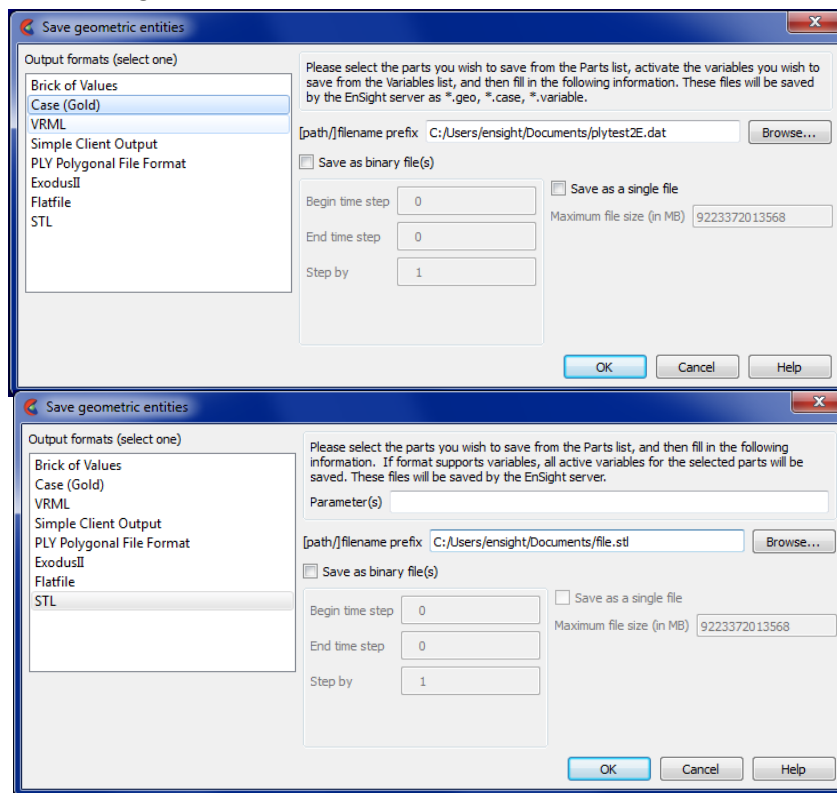 Save geometric entities
x
Output formats (select one)
Brick of Values
Case (Gold)
VRML
Simple Client Output
PLY Polygonal File Format
ExodusII
Flatfile
STL
Please select the parts you wish to save from the Parts list, activate the variables you wish to
save from the Variables list, and then fill in the following information. These files will be saved
by the EnSight server as *.geo, *.case, *.variable.
[path/]filename prefix C:/Users/ensight/Documents/plytest2E.dat Browse...
Save as binary file(s)
Begin time step 0
End time step 0
Step by 1
Save as a single file
Maximum file size (in MB) 9223372013568
OK Cancel Help
Save geometric entities
x
Output formats (select one)
Brick of Values
Case (Gold)
VRML
Simple Client Output
PLY Polygonal File Format
ExodusII
Flatfile
STL
Please select the parts you wish to save from the Parts list, and then fill in the following
information. If format supports variables, all active variables for the selected parts will be
saved. These files will be saved by the EnSight server.
Parameter(s)
[path/]filename prefix C:/Users/ensight/Documents/file.stl Browse...
Save as binary file(s)
Begin time step 0
End time step 0
Step by 1
Save as a single file
Maximum file size (in MB) 9223372013568
OK Cancel Help